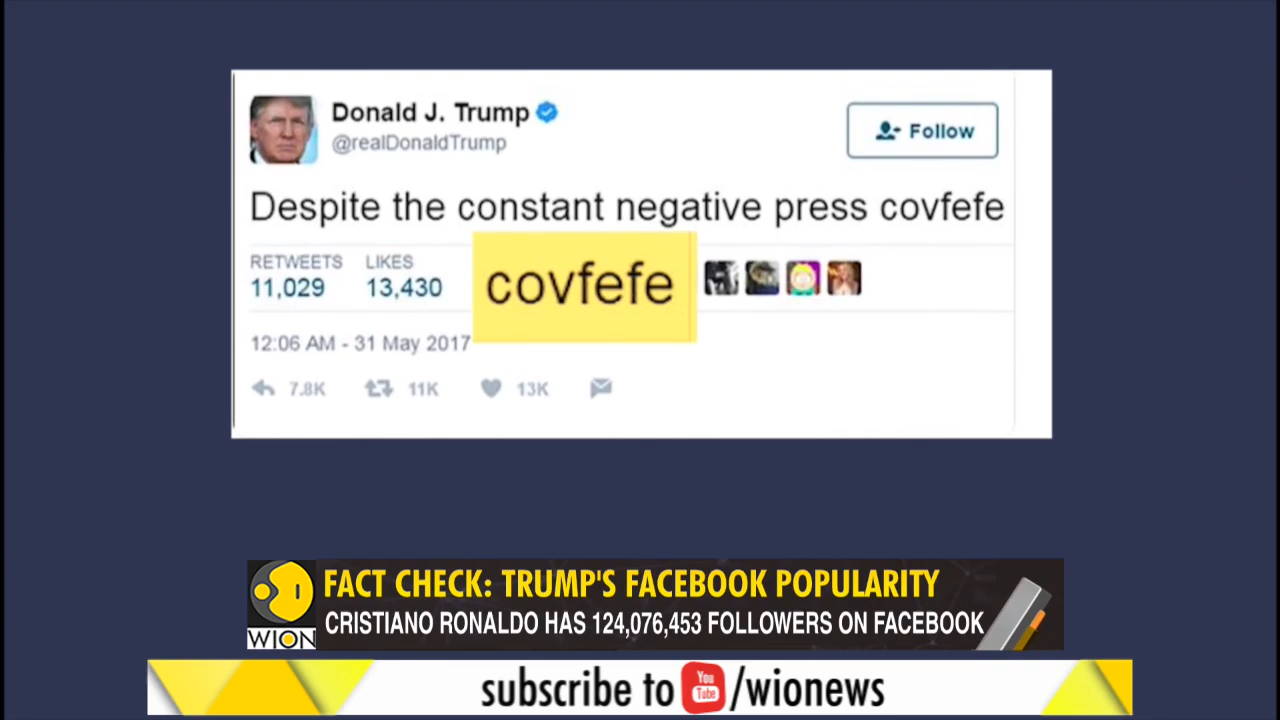 Donald J. Trump
@realDonaldTrump
Follow
Despite the constant negative press covfefe
RETWEETS LIKES
11,029 13,430
covfefe
12:06 AM - 31 May 2017
7.8K 11K 13K
FACT CHECK: TRUMP'S FACEBOOK POPULARITY
CRISTIANO RONALDO HAS 124,076,453 FOLLOWERS ON FACEBOOK
WION
subscribe to You Tube /wionews